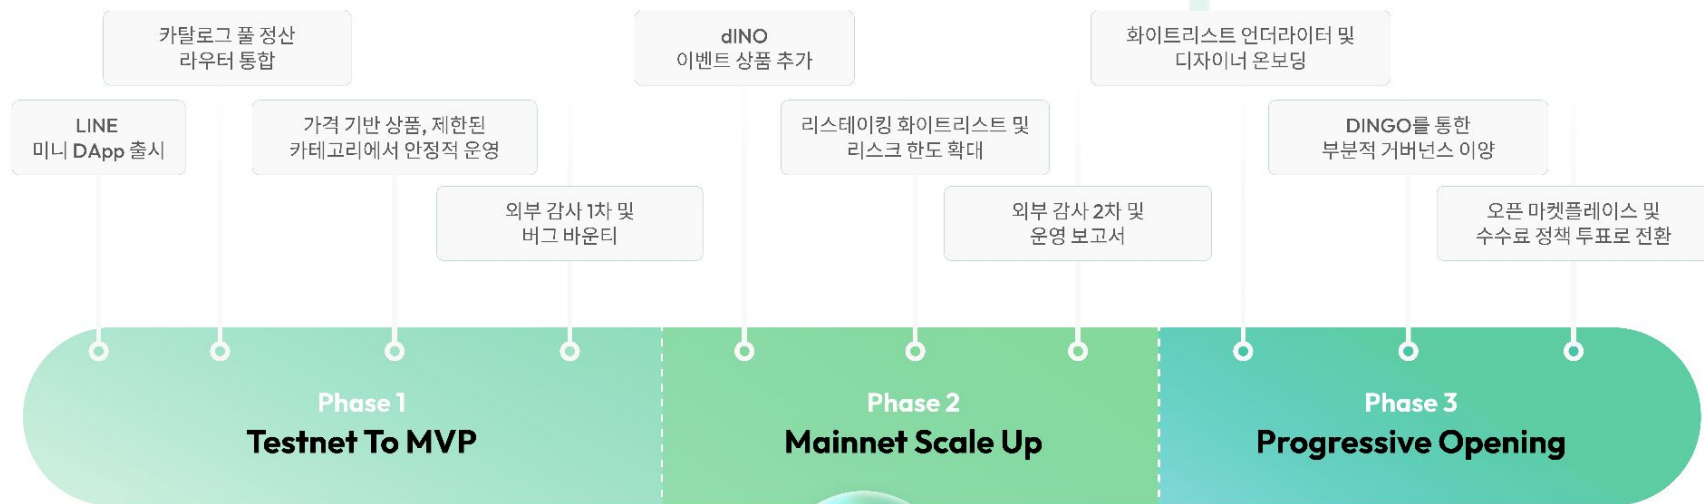 LINE
미니 DApp 출시
카탈로그 풀 정산
라우터 통합
가격 기반 상품, 제한된
카테고리에서 안정적 운영
외부 감사 1차 및
버그 바운티
dINO
이벤트 상품 추가
리스테이킹 화이트리스트 및
리스크 한도 확대
외부 감사 2차 및
운영 보고서
화이트리스트 언더라이터 및
디자이너 온보딩
DINGO를 통한
부분적 거버넌스 이양
오픈 마켓플레이스 및
수수료 정책 투표로 전환
Phase 1
Testnet To MVP
Phase 2
Mainnet Scale Up
Phase 3
Progressive Opening